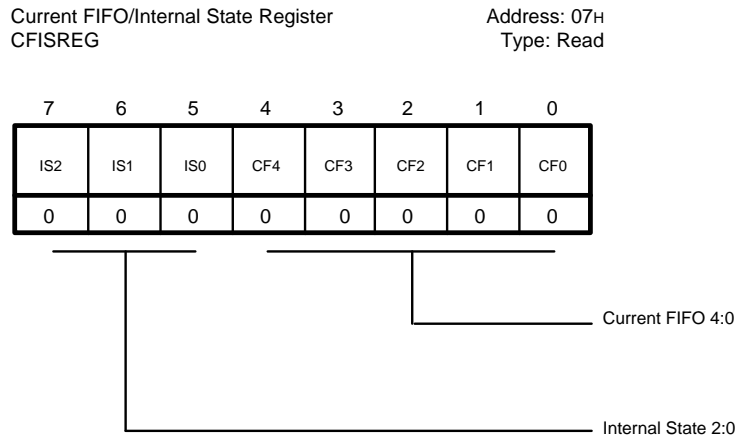 Current FIFO/Internal State Register Address: 07H
CFISREG Type: Read
7 6 5 4 3 2 1 0
IS2 IS1 IS0 CF4 CF3 CF2 CF1 CF0
0 0 0 0 0 0 0 0
Current FIFO 4:0
Internal State 2:0